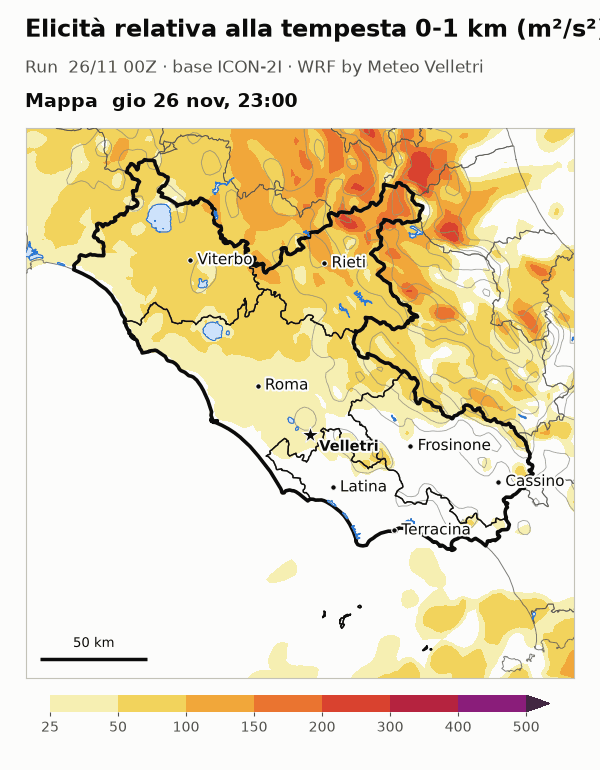 Elicità relativa alla tempesta 0-1 km (m²/s²)
Run  26/11 00Z · base ICON-2I · WRF by Meteo Velletri
Mappa  gio 26 nov, 23:00
Viterbo
Rieti
Roma
Velletri
Frosinone
Latina
Cassino
Terracina
50 km
25 50 100 150 200 300 400 500